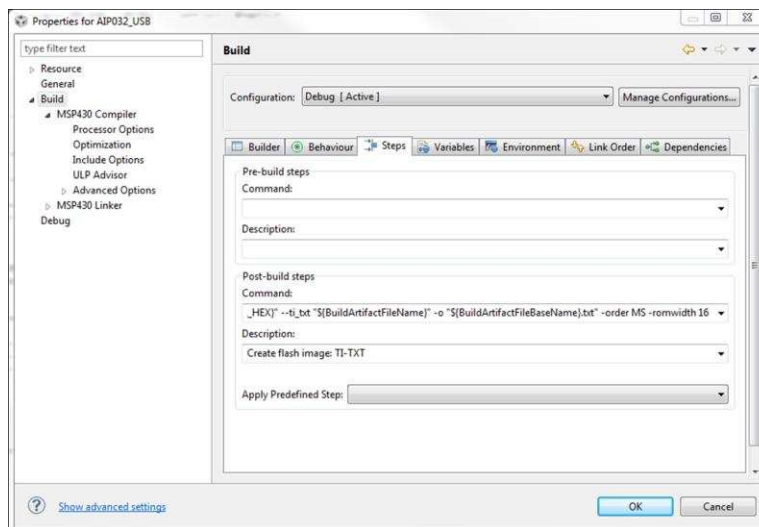 Properties for AIP032_USB
type filter text
Resource
General
Build
MSP430 Compiler
Processor Options
Optimization
Include Options
ULP Advisor
Advanced Options
MSP430 Linker
Debug
Build
Configuration: Debug [ Active ] Manage Configurations...
Builder Behaviour Steps Variables Environment Link Order Dependencies
Pre-build steps
Command:
Description:
Post-build steps
Command:
_HEX}" --ti_txt "${BuildArtifactFileName}" -o "${BuildArtifactFileBaseName}.txt" -order MS -romwidth 16
Description:
Create flash image: TI-TXT
Apply Predefined Step:
? Show advanced settings OK Cancel